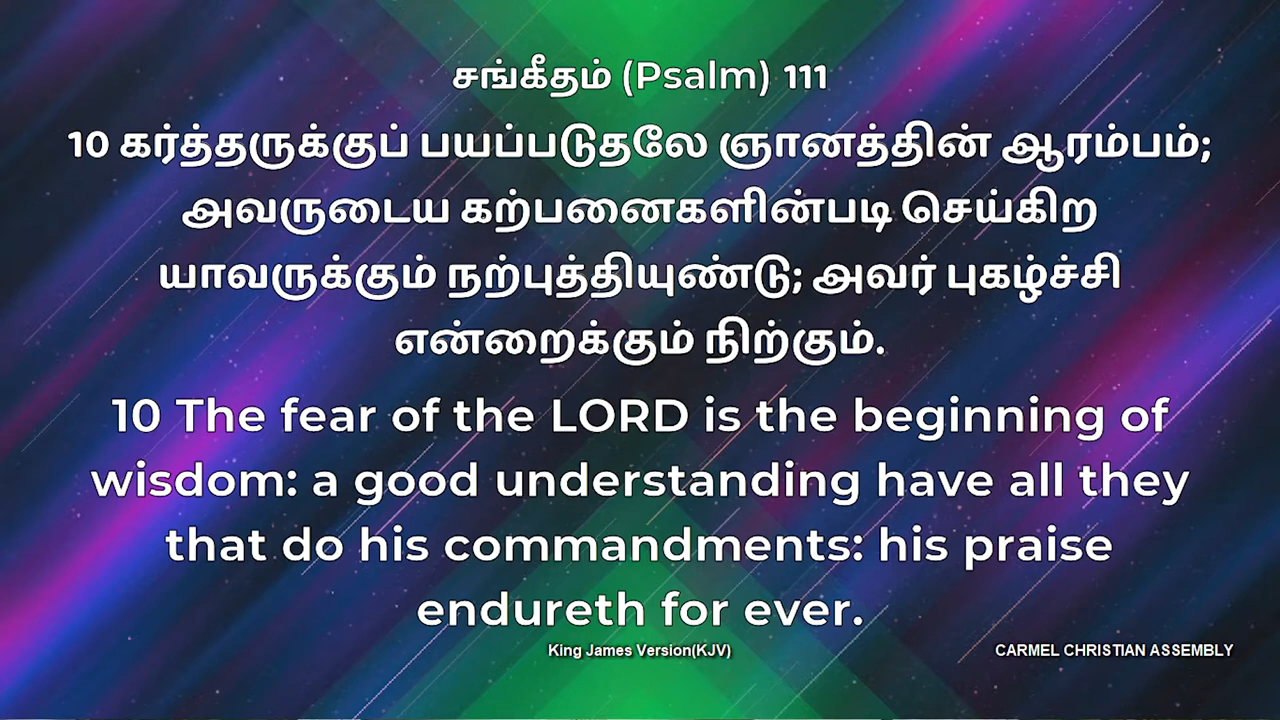 சங்கீதம் (Psalm) 111
10 கர்த்தருக்குப் பயப்படுதலே ஞானத்தின் ஆரம்பம்;
அவருடைய கற்பனைகளின்படி செய்கிற
யாவருக்கும் நற்புத்தியுண்டு; அவர் புகழ்ச்சி
என்றைக்கும் நிற்கும்.
10 The fear of the LORD is the beginning of
wisdom: a good understanding have all they
that do his commandments: his praise
endureth for ever.
King James Version(KJV)
CARMEL CHRISTIAN ASSEMBLY